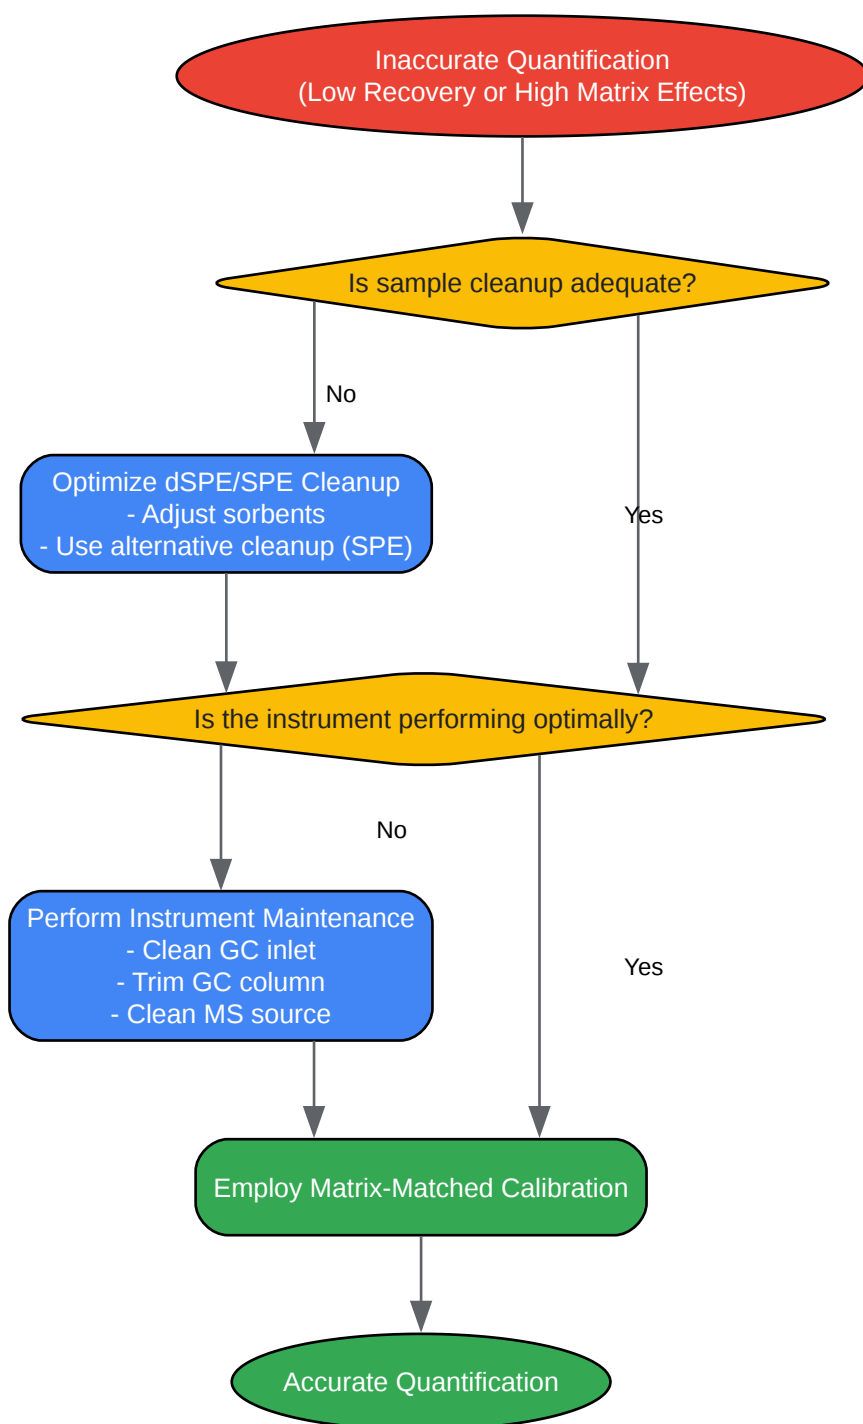 Inaccurate Quantification
(Low Recovery or High Matrix Effects)
Is sample cleanup adequate?
No
Optimize dSPE/SPE Cleanup
- Adjust sorbents
- Use alternative cleanup (SPE)
Yes
Is the instrument performing optimally?
No
Perform Instrument Maintenance
- Clean GC inlet
- Trim GC column
- Clean MS source
Yes
Employ Matrix-Matched Calibration
Accurate Quantification